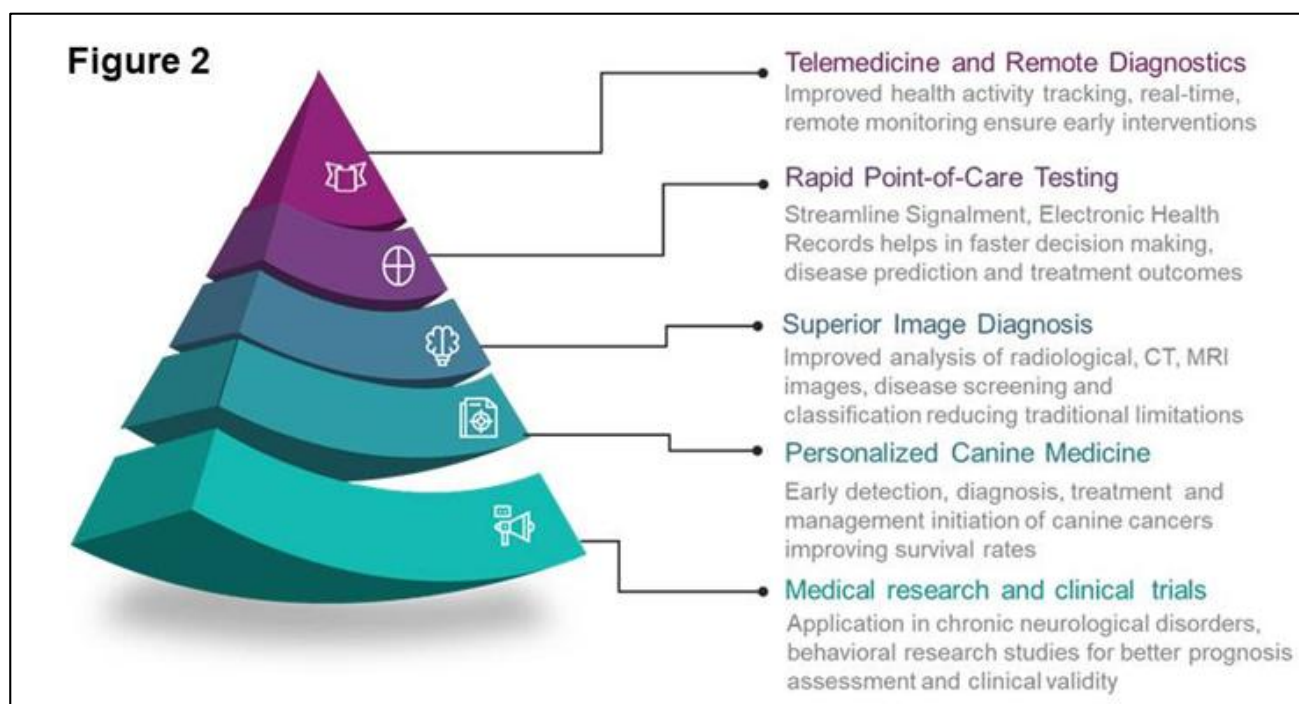 Figure 2
Telemedicine and Remote Diagnostics
Improved health activity tracking, real-time,
remote monitoring ensure early interventions
Rapid Point-of-Care Testing
Streamline Signalment, Electronic Health
Records helps in faster decision making,
disease prediction and treatment outcomes
Superior Image Diagnosis
Improved analysis of radiological, CT, MRI
images, disease screening and
classification reducing traditional limitations
Personalized Canine Medicine
Early detection, diagnosis, treatment and
management initiation of canine cancers
improving survival rates
Medical research and clinical trials
Application in chronic neurological disorders,
behavioral research studies for better prognosis
assessment and clinical validity